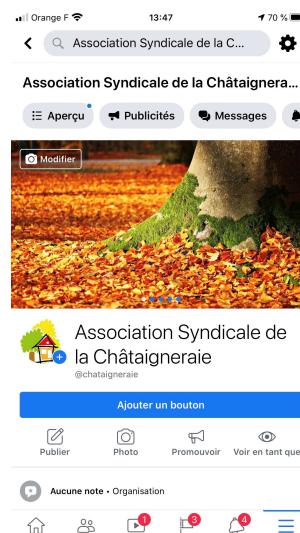 Orange F 13:47 70 %
Association Syndicale de la C...
Association Syndicale de la Châtaignera...
Aperçu Publicités Messages
Modifier
Association Syndicale de
la Châtaigneraie
@chataigneraie
Ajouter un bouton
Publier Photo Promouvoir Voir en tant que
Aucune note • Organisation
1 3 4